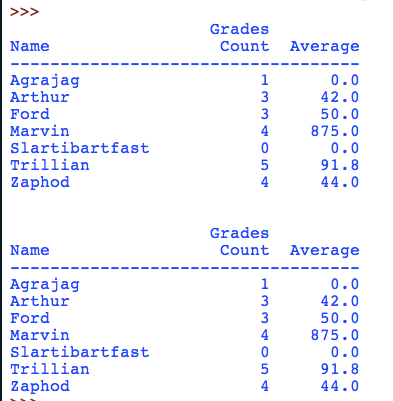 >>>
                    Grades
Name                 Count  Average
-----------------------------------
Agrajag                  1      0.0
Arthur                   3     42.0
Ford                     3     50.0
Marvin                   4    875.0
Slartibartfast           0      0.0
Trillian                 5     91.8
Zaphod                   4     44.0

                    Grades
Name                 Count  Average
-----------------------------------
Agrajag                  1      0.0
Arthur                   3     42.0
Ford                     3     50.0
Marvin                   4    875.0
Slartibartfast           0      0.0
Trillian                 5     91.8
Zaphod                   4     44.0
>>>